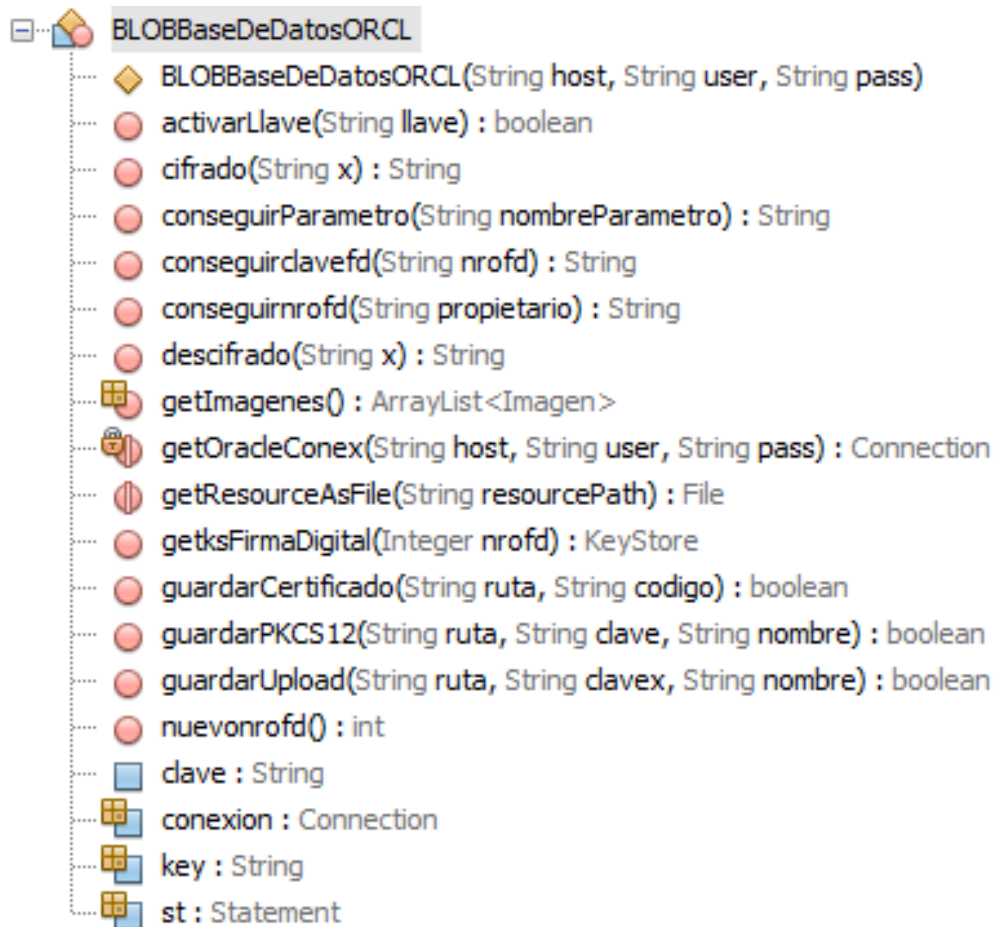 BLOBBaseDeDatosORCL
BLOBBaseDeDatosORCL(String host, String user, String pass)
activarLlave(String llave) : boolean
cifrado(String x) : String
conseguirParametro(String nombreParametro) : String
conseguirclavefd(String nrofd) : String
conseguirnrofd(String propietario) : String
descifrado(String x) : String
getImagenes() : ArrayList<Imagen>
getOracleConex(String host, String user, String pass) : Connection
getResourceAsFile(String resourcePath) : File
getksFirmaDigital(Integer nrofd) : KeyStore
guardarCertificado(String ruta, String codigo) : boolean
guardarPKCS12(String ruta, String clave, String nombre) : boolean
guardarUpload(String ruta, String clavex, String nombre) : boolean
nuevonrofd() : int
clave : String
conexion : Connection
key : String
st : Statement